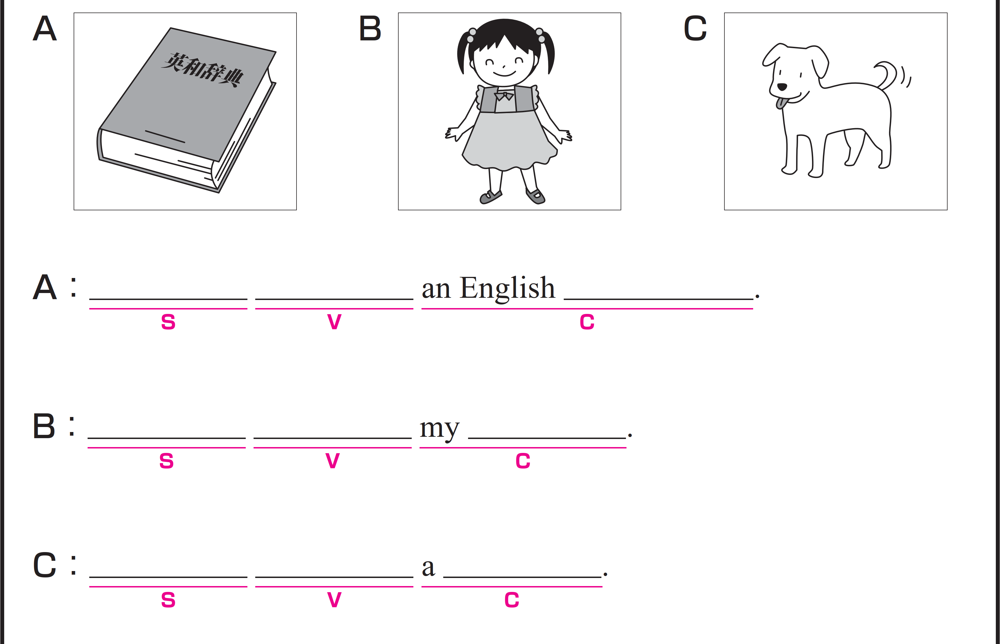 A B C
英和辞典
A : an English .
S V C
B : my .
S V C
C : a .
S V C